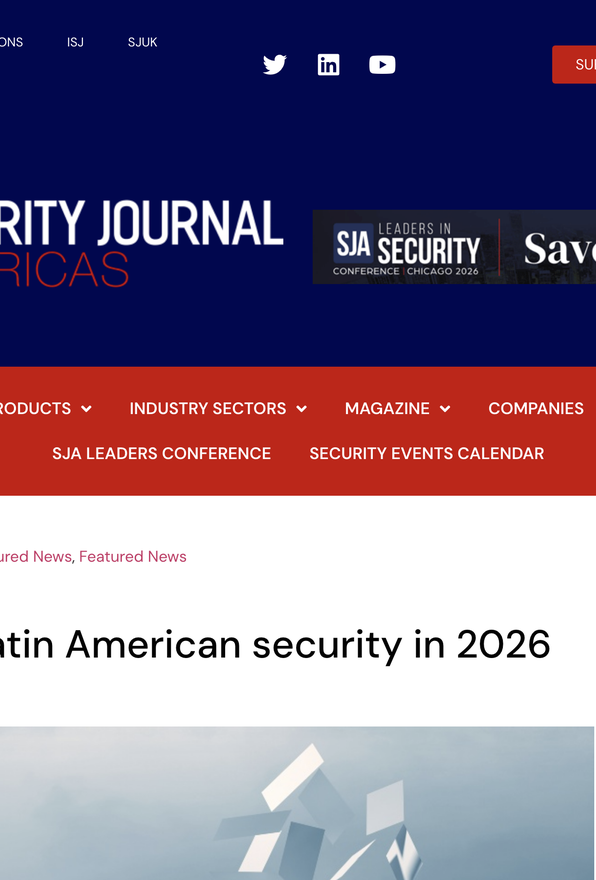 ONS ISJ SJUK
SU
RITY JOURNAL
RICAS
SJA LEADERS IN SECURITY
CONFERENCE | CHICAGO 2026
Save
RODUCTS INDUSTRY SECTORS MAGAZINE COMPANIES
SJA LEADERS CONFERENCE SECURITY EVENTS CALENDAR
ured News, Featured News
atin American security in 2026